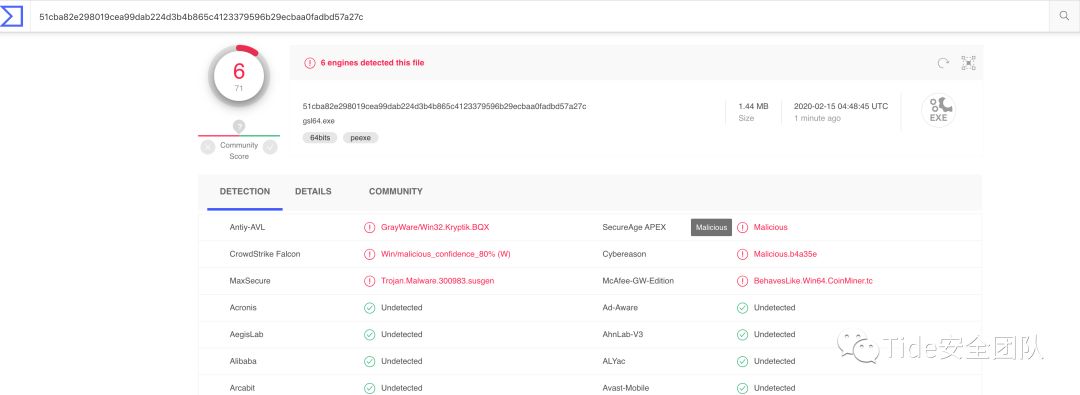 51cba82e298019cea99dab224d3b4b865c4123379596b29ecbaa0fadbd57a27c
6
71
?
Community
Score
6 engines detected this file
51cba82e298019cea99dab224d3b4b865c4123379596b29ecbaa0fadbd57a27c
gsl64.exe
64bits peexe
1.44 MB
Size
2020-02-15 04:48:45 UTC
1 minute ago
EXE
DETECTION DETAILS COMMUNITY
Antiy-AVL GrayWare/Win32.Kryptik.BQX SecureAge APEX Malicious Malicious
CrowdStrike Falcon Win/malicious_confidence_80% (W) Cybereason Malicious.b4a35e
MaxSecure Trojan.Malware.300983.susgen McAfee-GW-Edition BehavesLike.Win64.CoinMiner.tc
Acronis Undetected Ad-Aware Undetected
AegisLab Undetected AhnLab-V3 Undetected
Alibaba Undetected ALYac Undetected
Arcabit Undetected Avast-Mobile Undetected
Tide安全团队